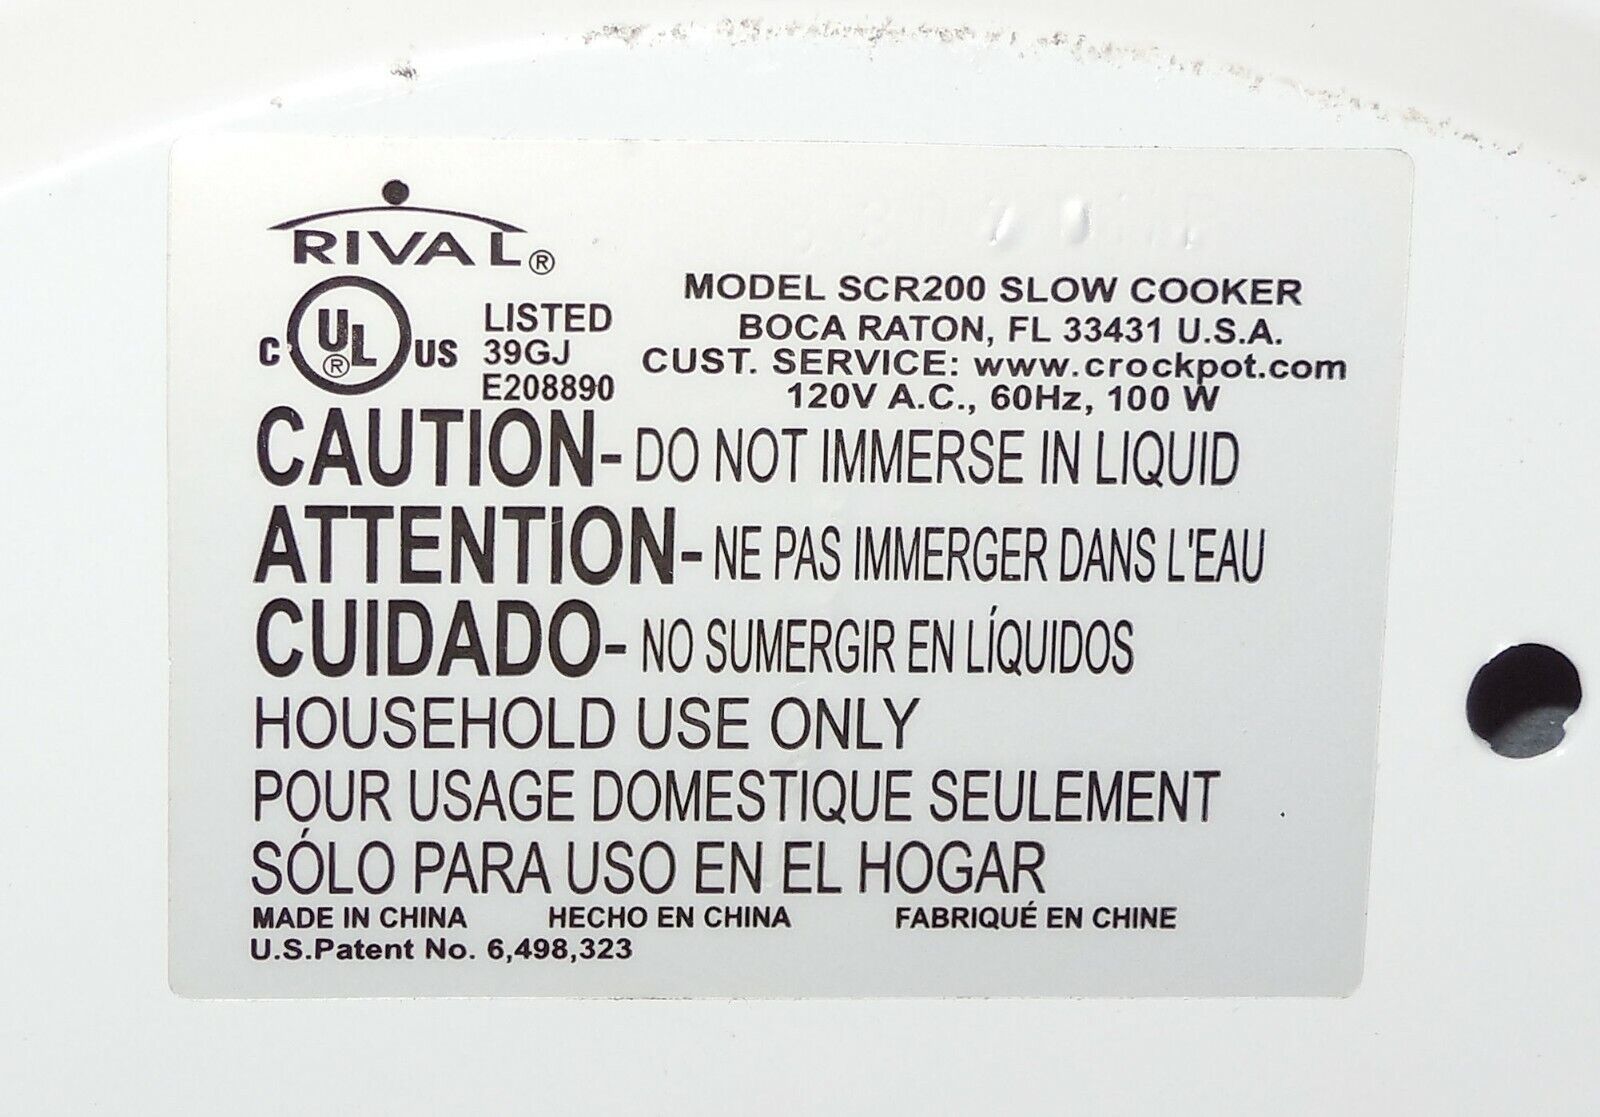 RIVAL®
C UL® US
LISTED
39GJ
E208890
MODEL SCR200 SLOW COOKER
BOCA RATON, FL 33431 U.S.A.
CUST. SERVICE: www.crockpot.com
120V A.C., 60Hz, 100 W
CAUTION- DO NOT IMMERSE IN LIQUID
ATTENTION- NE PAS IMMERGER DANS L'EAU
CUIDADO- NO SUMERGIR EN LÍQUIDOS
HOUSEHOLD USE ONLY
POUR USAGE DOMESTIQUE SEULEMENT
SÓLO PARA USO EN EL HOGAR
MADE IN CHINA HECHO EN CHINA FABRIQUÉ EN CHINE
U.S.Patent No. 6,498,323